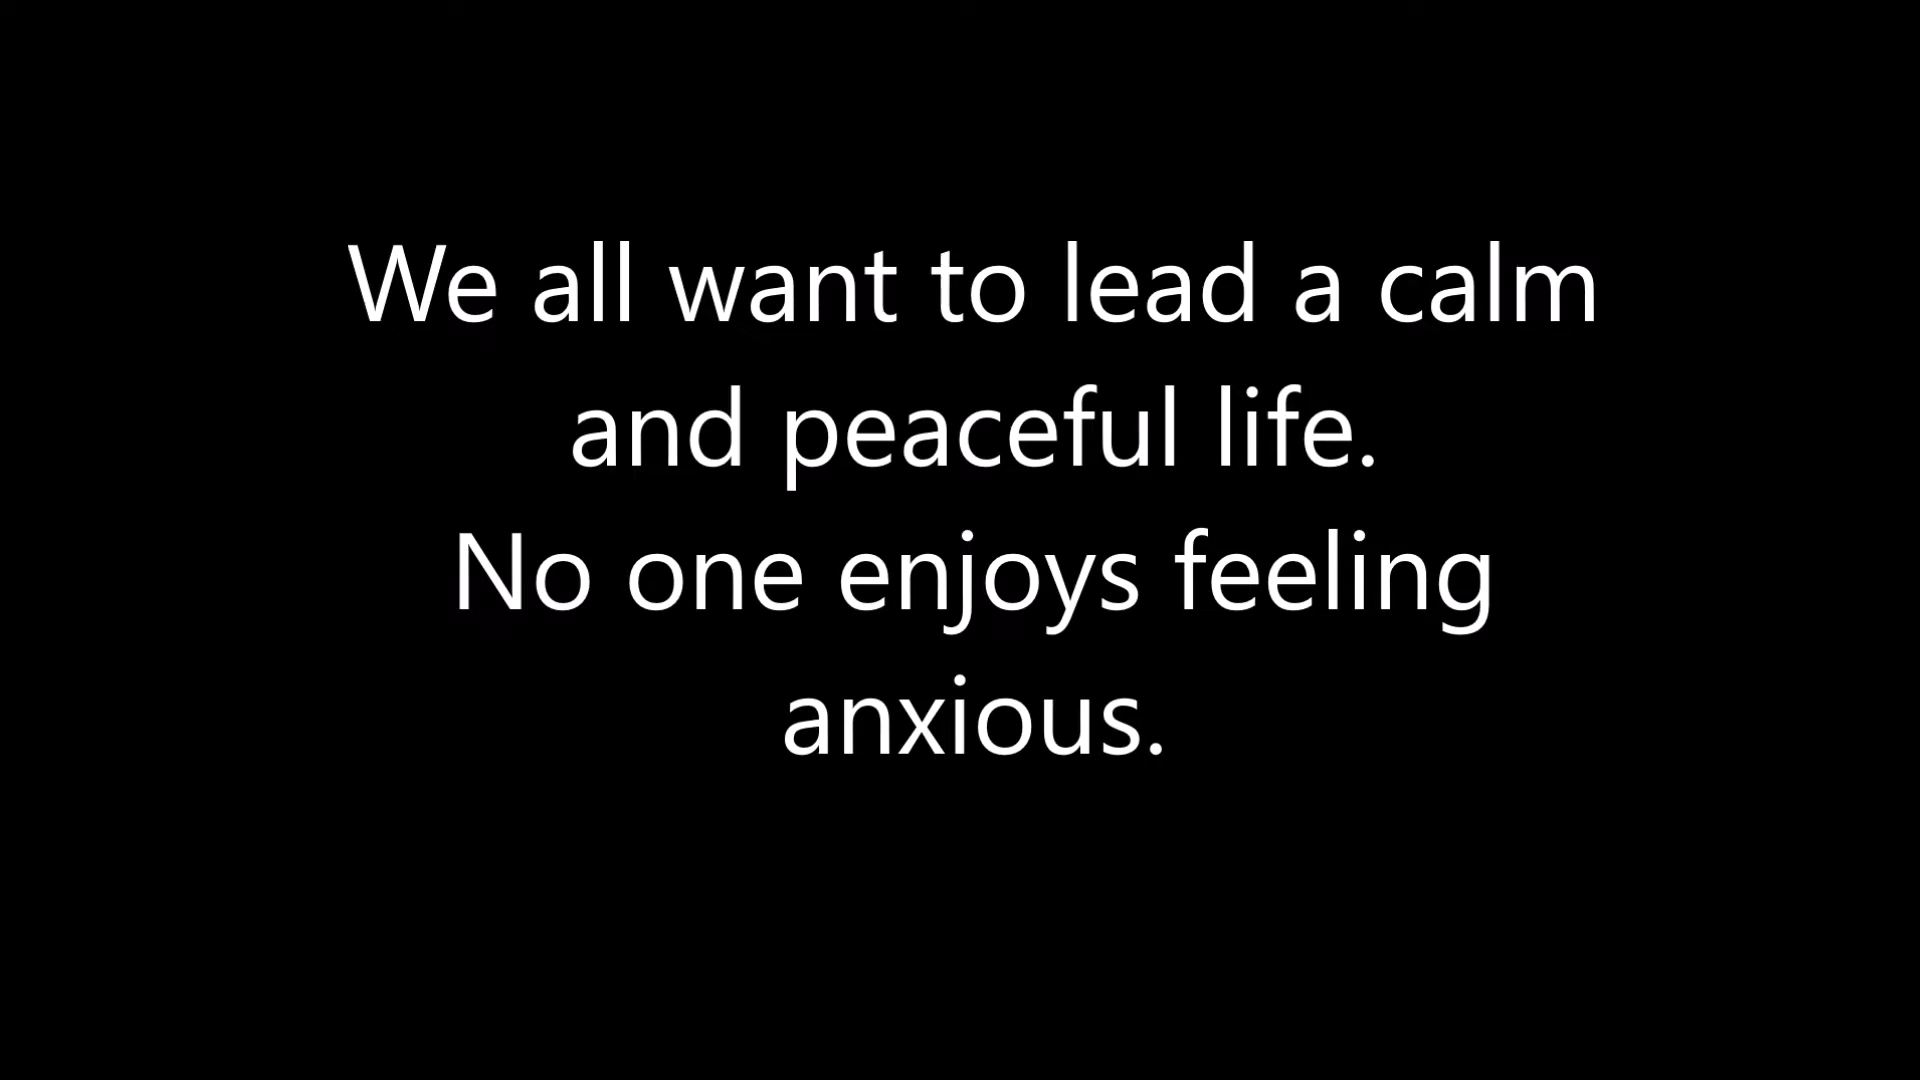 We all want to lead a calm
and peaceful life.
No one enjoys feeling
anxious.